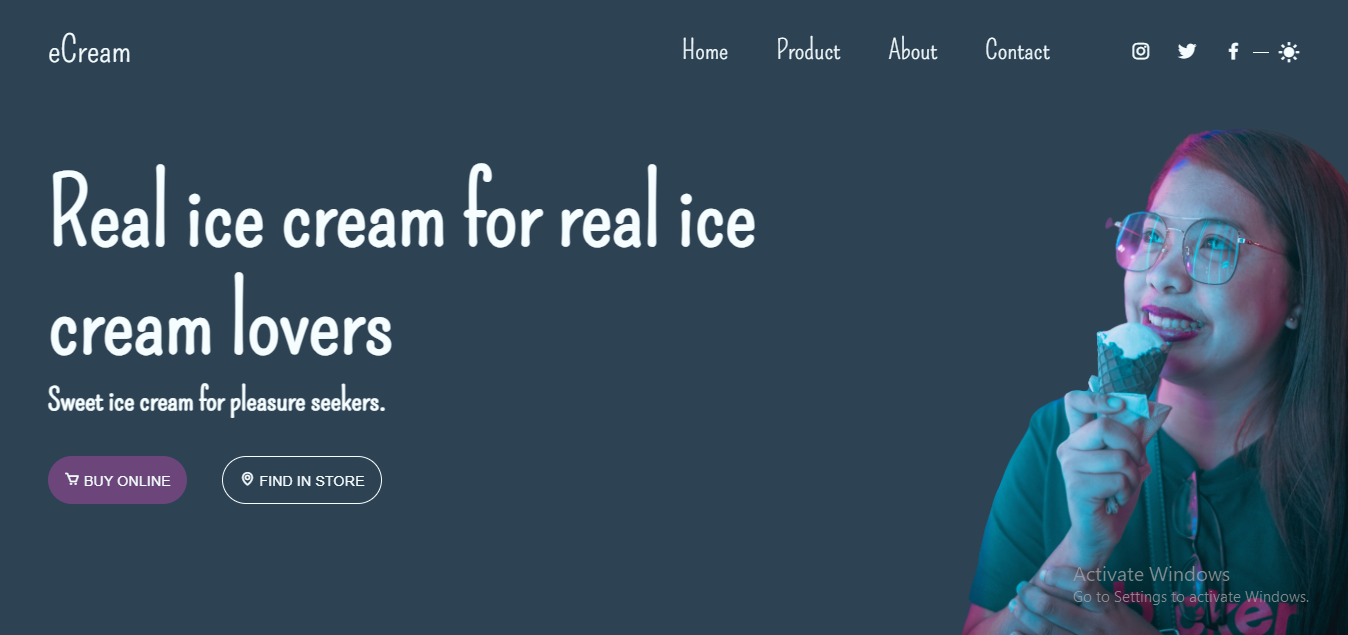 eCream
Home Product About Contact
Real ice cream for real ice
cream lovers
Sweet ice cream for pleasure seekers.
BUY ONLINE FIND IN STORE
Activate Windows
Go to Settings to activate Windows.